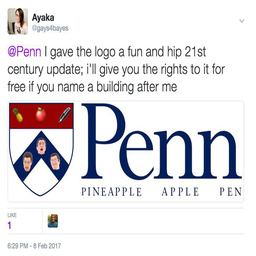 Ayaka
@gays4bayes
@Penn I gave the logo a fun and hip 21st
century update; i'll give you the rights to it for
free if you name a building after me
Penn
PINEAPPLE APPLE PEN
LIKE
1
6:29 PM - 8 Feb 2017